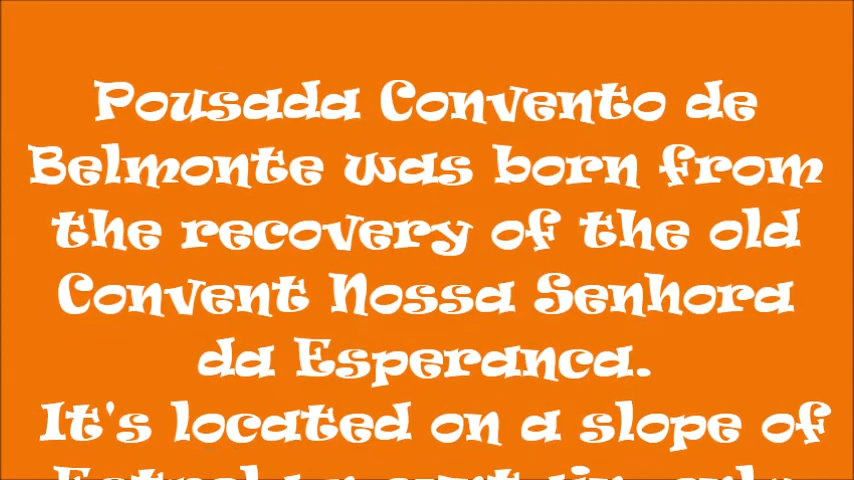 Pousada Convento de
Belmonte was born from
the recovery of the old
Convent Nossa Senhora
da Esperanca.
It's located on a slope of